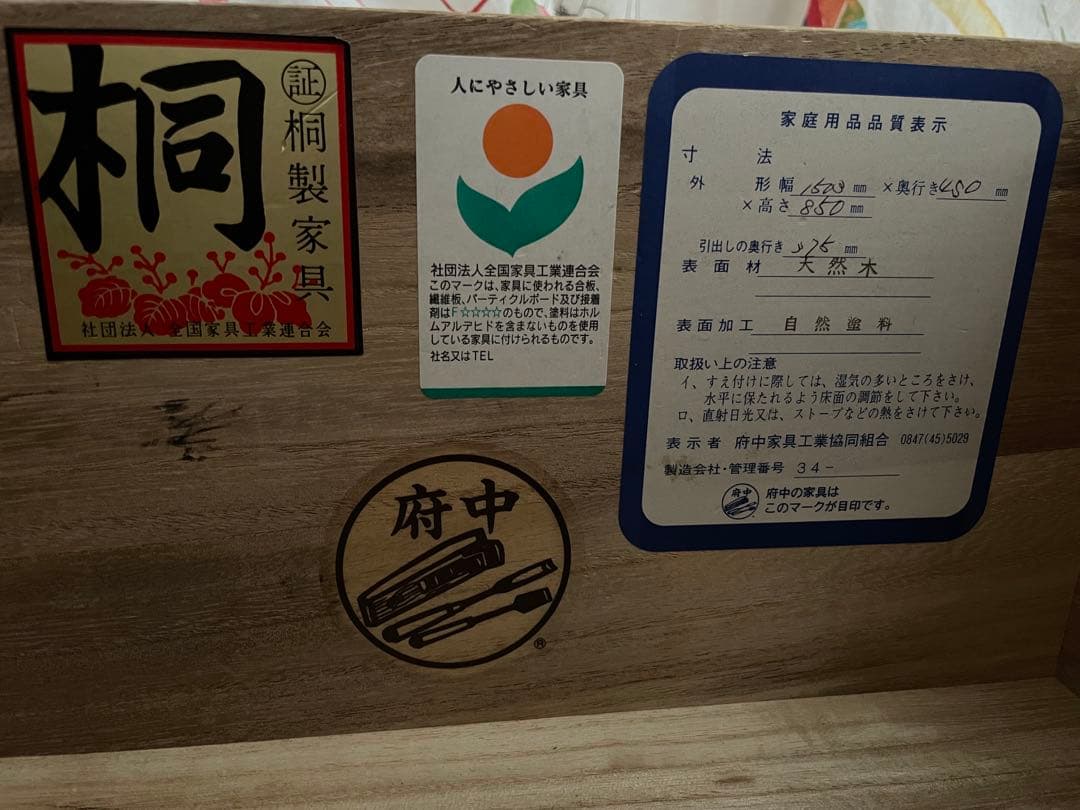 桐
証
桐製家具
社団法人 全国家具工業連合会
人にやさしい家具
社団法人全国家具工業連合会
このマークは、家具に使われる合板、
繊維板、パーティクルボード及び接着
剤はF☆☆☆☆のもので、塗料はホル
ムアルデヒドを含まないものを使用
している家具に付けられるものです。
社名又はTEL
府中
®
家庭用品品質表示
寸法
外形幅 1503 mm ×奥行き 450 mm
×高さ 850 mm
引出しの奥行き 375 mm
表面材 天然木
表面加工 自然塗料
取扱い上の注意
イ、すえ付けに際しては、湿気の多いところをさけ、
水平に保たれるよう床面の調節をして下さい。
ロ、直射日光又は、ストーブなどの熱をさけて下さい。
表示者 府中家具工業協同組合 0847(45)5029
製造会社・管理番号 34-
府中 府中の家具は
このマークが目印です。